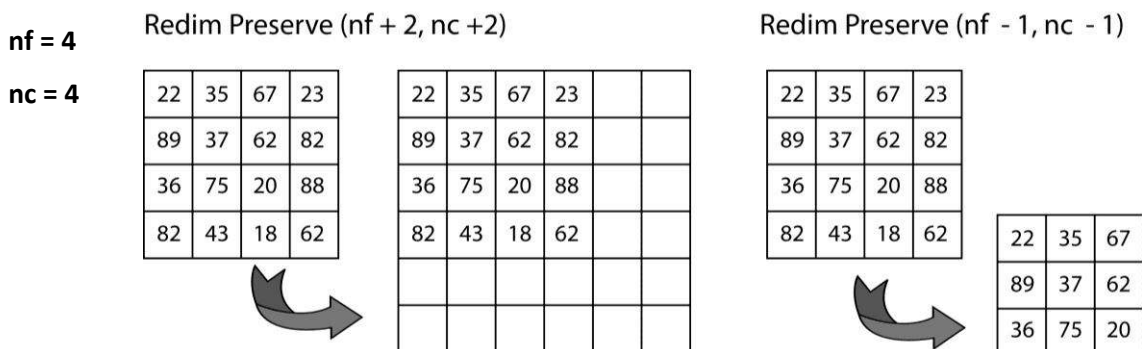 nf = 4
nc = 4
Redim Preserve (nf + 2, nc +2)
22 35 67 23
89 37 62 82
36 75 20 88
82 43 18 62
22 35 67 23
89 37 62 82
36 75 20 88
82 43 18 62
Redim Preserve (nf - 1, nc - 1)
22 35 67 23
89 37 62 82
36 75 20 88
82 43 18 62
22 35 67
89 37 62
36 75 20